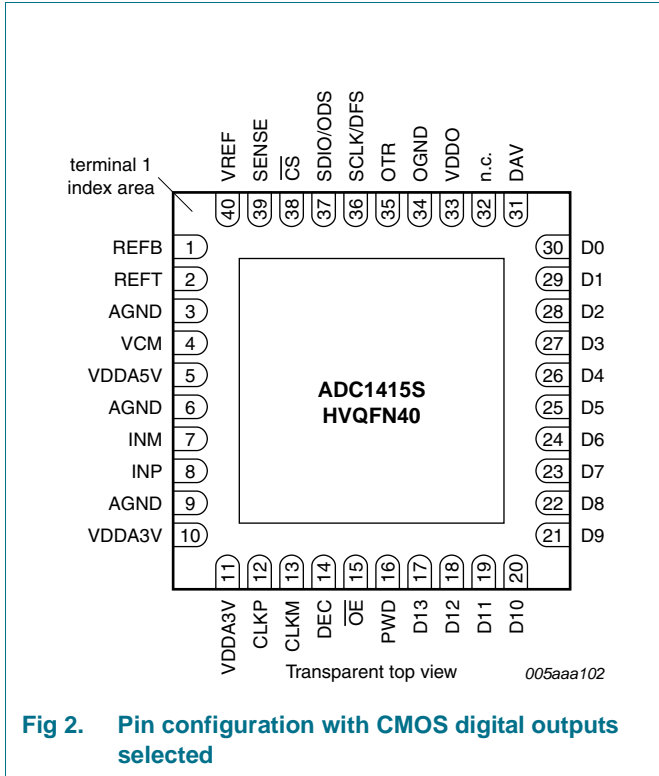 VREF
SENSE
CS
SDIO/ODS
SCLK/DFS
OTR
OGND
VDDO
n.c.
DAV
terminal 1
index area
40
39
38
37
36
35
34
33
32
31
REFB 1
30 D0
REFT 2
29 D1
AGND 3
28 D2
VCM 4
27 D3
VDDA5V 5
26 D4
AGND 6
25 D5
INM 7
24 D6
INP 8
23 D7
AGND 9
22 D8
VDDA3V 10
21 D9
ADC1415S
HVQFN40
11
12
13
14
15
16
17
18
19
20
VDDA3V
CLKP
CLKM
DEC
OE
PWD
D13
D12
D11
D10
Transparent top view
005aaa102
Fig 2. Pin configuration with CMOS digital outputs
selected